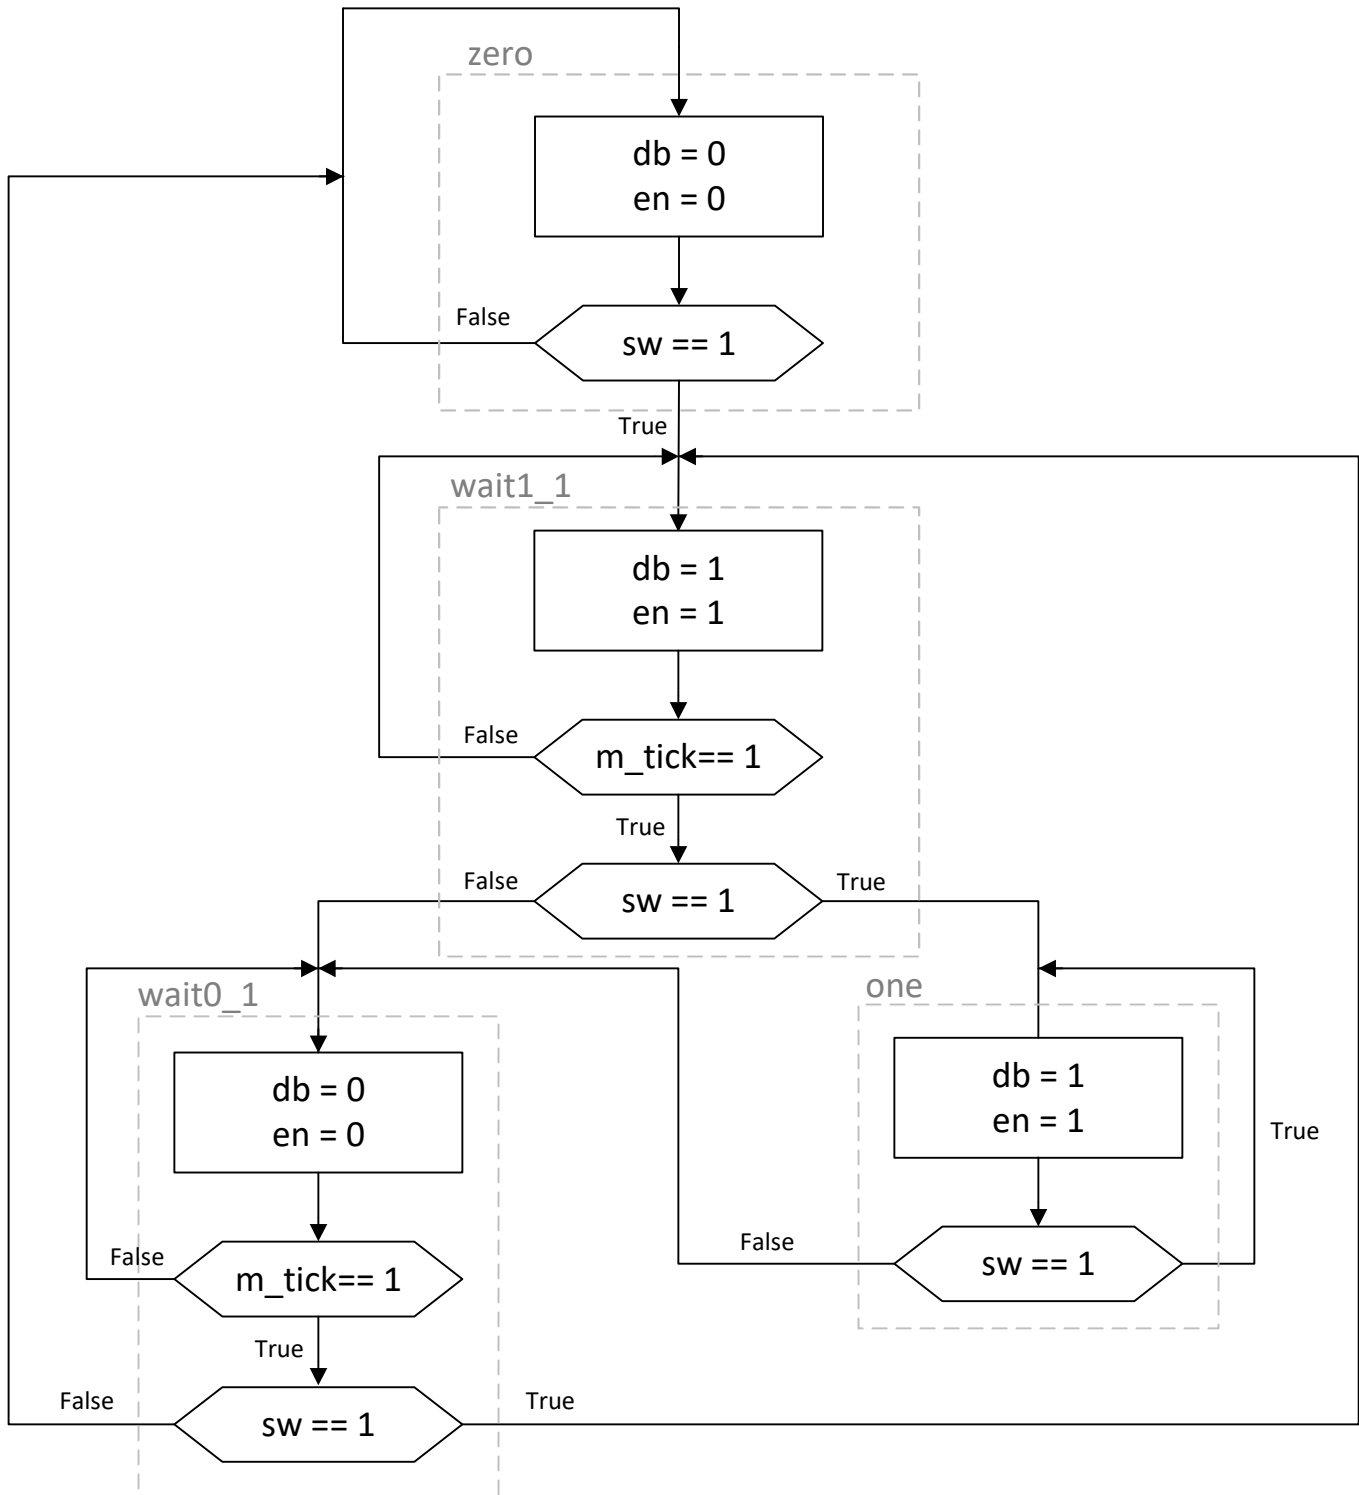 zero
db = 0
en = 0
False
sw == 1
True
wait1_1
db = 1
en = 1
False
m_tick== 1
True
False
sw == 1
True
wait0_1
one
db = 0
en = 0
db = 1
en = 1
True
False
m_tick== 1
False
sw == 1
True
False
sw == 1
True